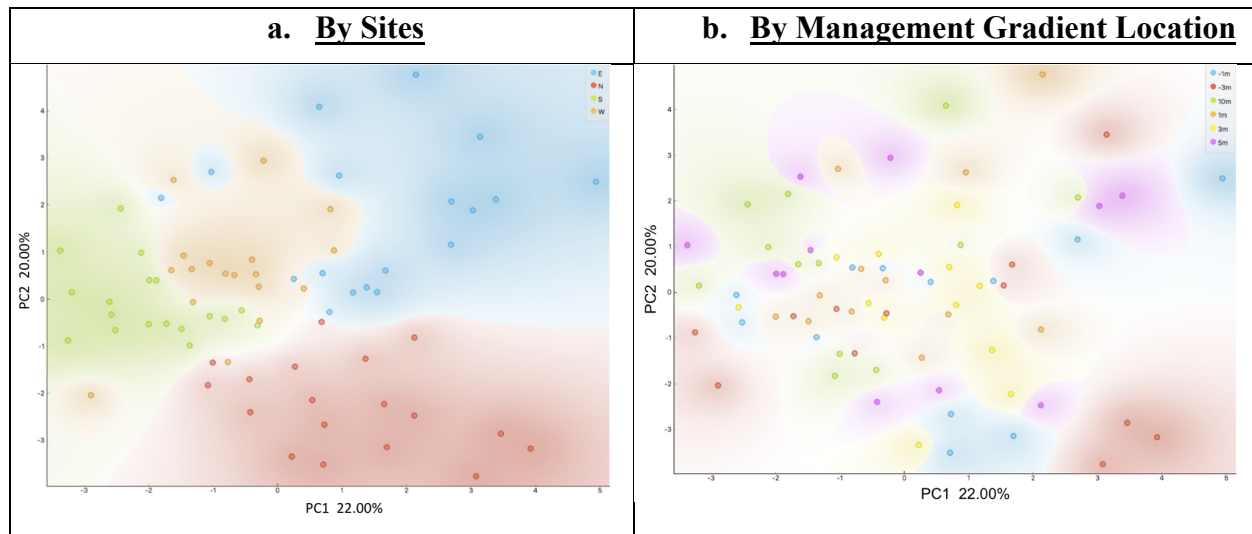 a. By Sites
b. By Management Gradient Location
E
N
S
W
4
3
2
1
0
-1
-2
-3
PC2 20.00%
-3
-2
-1
0
1
2
3
4
5
PC1 22.00%
-1m
-3m
10m
1m
3m
5m
4
3
2
1
0
-1
-2
-3
PC2 20.00%
-3
-2
-1
0
1
2
3
4
5
PC1 22.00%